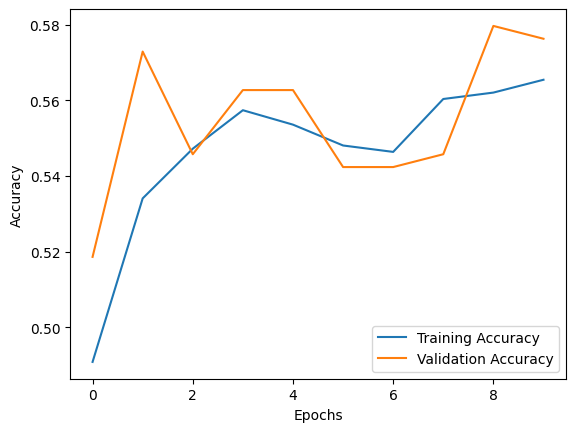 0.58
0.56
0.54
0.52
0.50
Accuracy
0 2 4 6 8
Epochs
Training Accuracy
Validation Accuracy